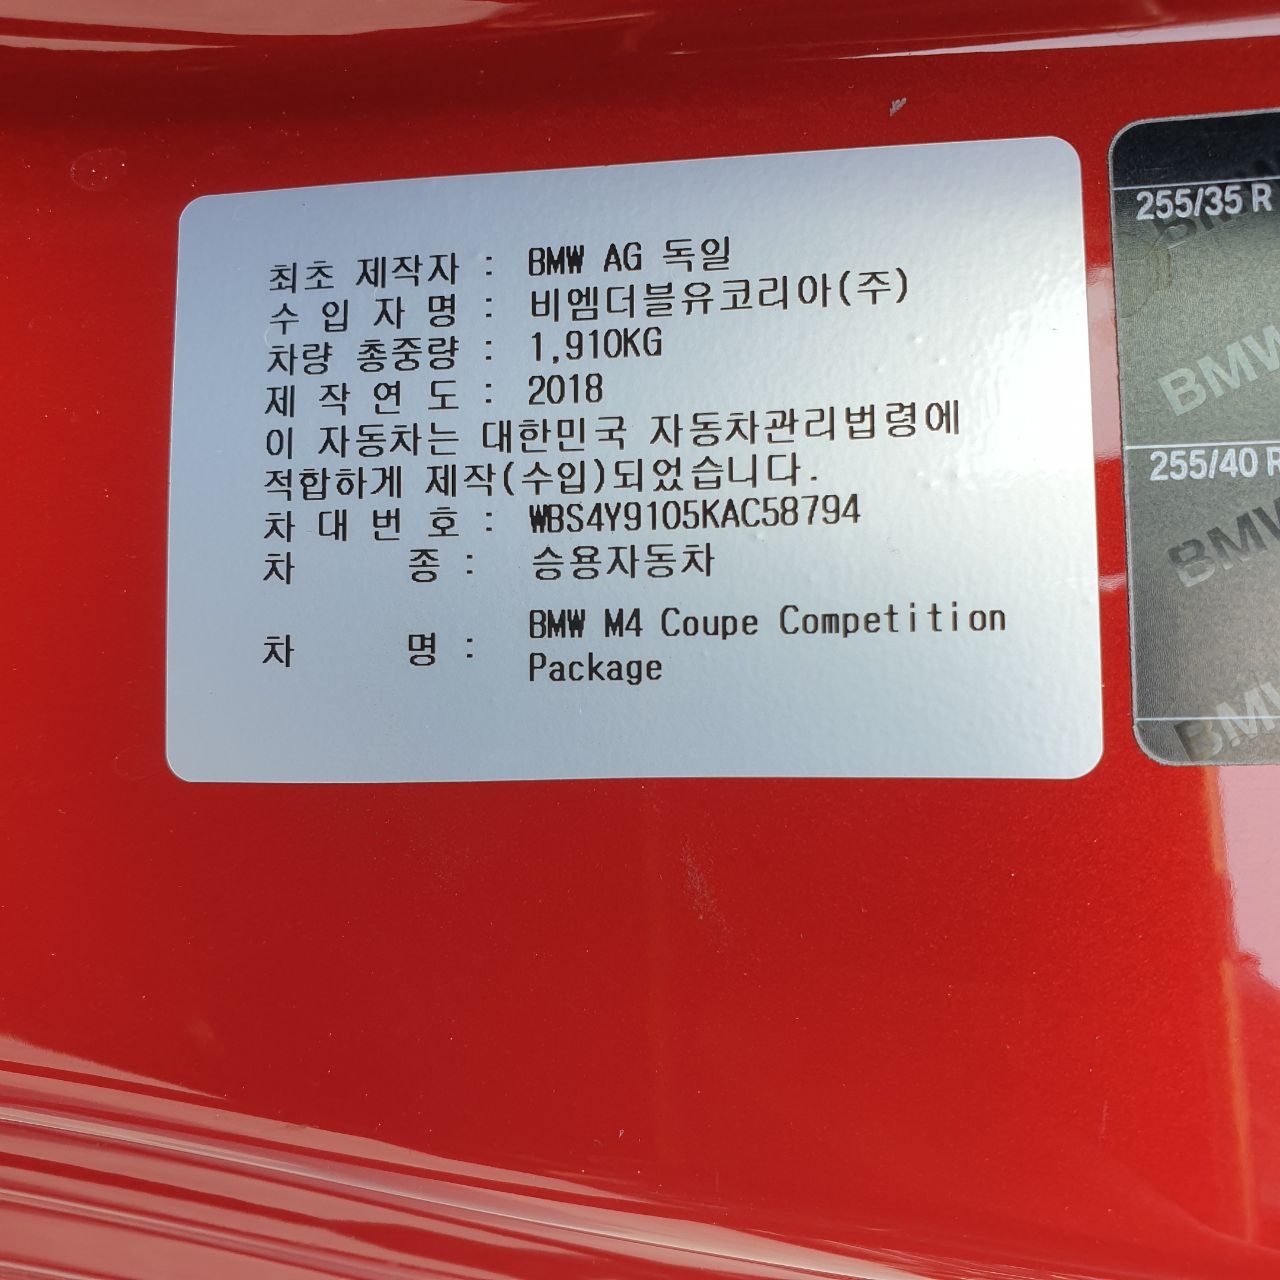 최초 제작자 : BMW AG 독일
수 입 자 명 : 비엠더블유코리아(주)
차량 총중량 : 1,910KG
제 작 연 도 : 2018
이 자동차는 대한민국 자동차관리법령에
적합하게 제작(수입)되었습니다.
차 대 번 호 : WBS4Y9105KAC58794
차 종 : 승용자동차
차 명 : BMW M4 Coupe Competition
Package
255/35 R
BMW
255/40 R
BMW
BMW